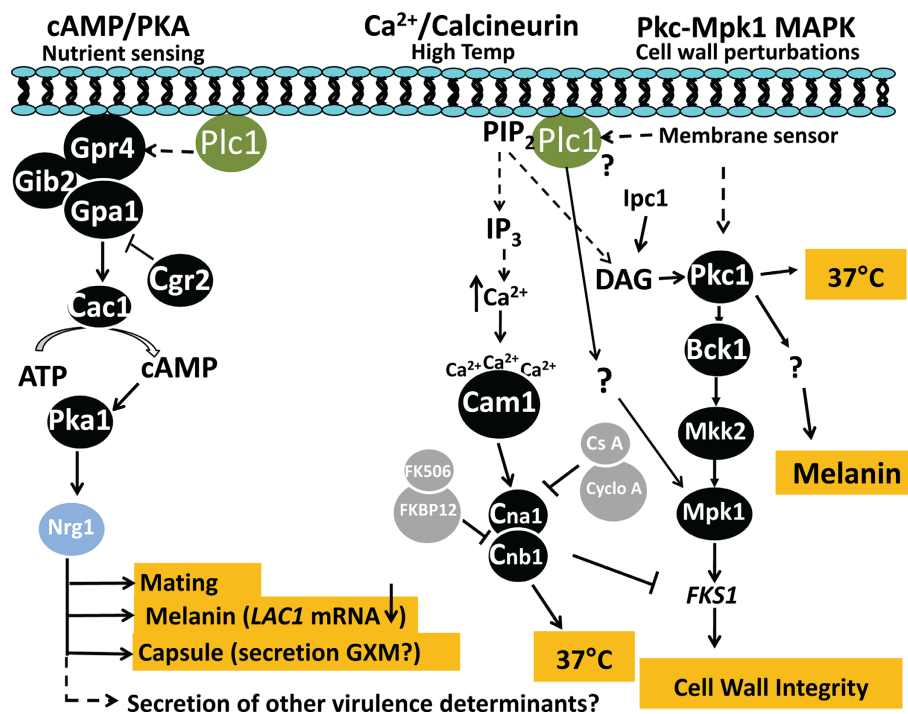 cAMP/PKA
Nutrient sensing
Ca²⁺/Calcineurin
High Temp
Pkc-Mpk1 MAPK
Cell wall perturbations
Gpr4
Plc1
Gib2
Gpa1
Cgr2
Cac1
ATP
cAMP
Pka1
Nrg1
Mating
Melanin (LAC1 mRNA↓)
Capsule (secretion GXM?)
Secretion of other virulence determinants?
PIP₂
Plc1
?
IP₃
↑Ca²⁺
Ca²⁺ Ca²⁺ Ca²⁺
Cam1
?
FK506
FKBP12
Cs A
Cyclo A
Cna1
Cnb1
37°C
Membrane sensor
Ipc1
DAG
Pkc1
37°C
Bck1
?
Mkk2
Melanin
Mpk1
FKS1
Cell Wall Integrity